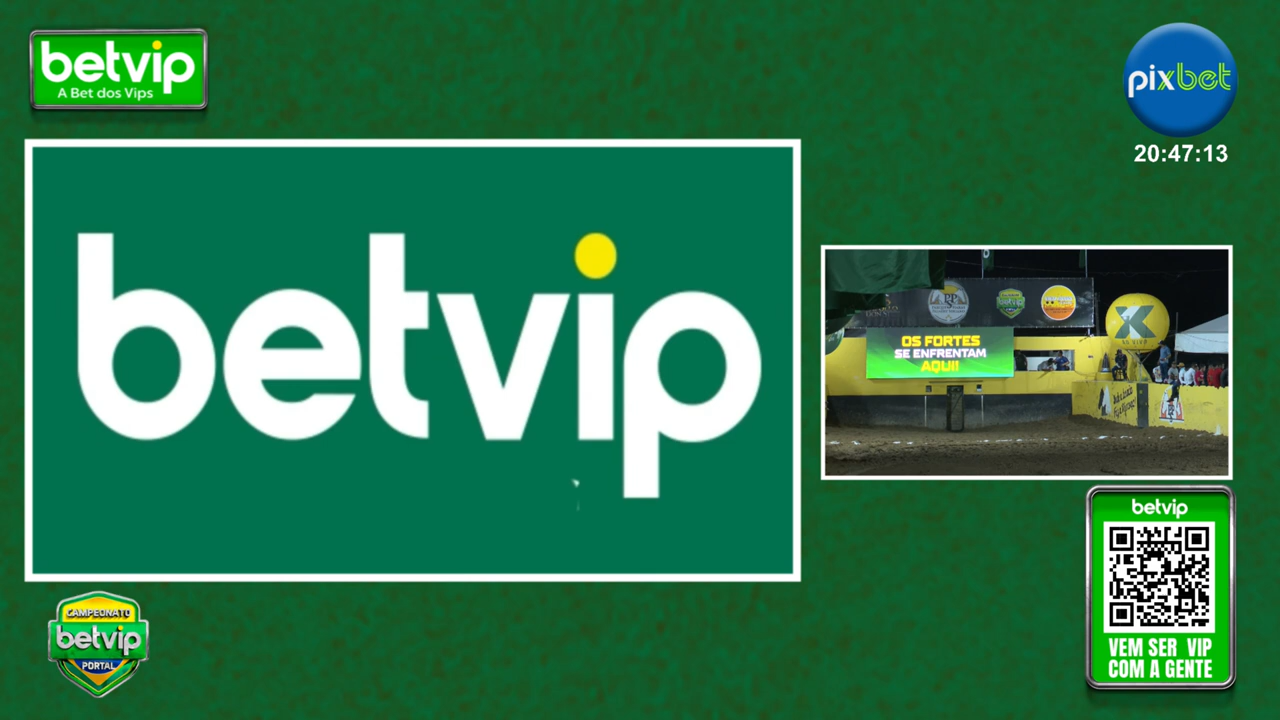 betvip
A Bet dos Vips
pixbet
20:47:13
betvip
OS FORTES
SE ENFRENTAM
AQUI!
betvip
VEM SER VIP
COM A GENTE
CAMPEONATO
betvip
PORTAL